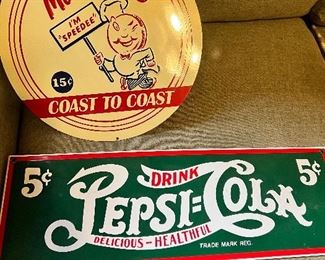 I'M
"SPEEDEE"
15¢
COAST TO COAST
5¢ DRINK 5¢
PEPSI=COLA
DELICIOUS-HEALTHFUL
TRADE MARK REG.